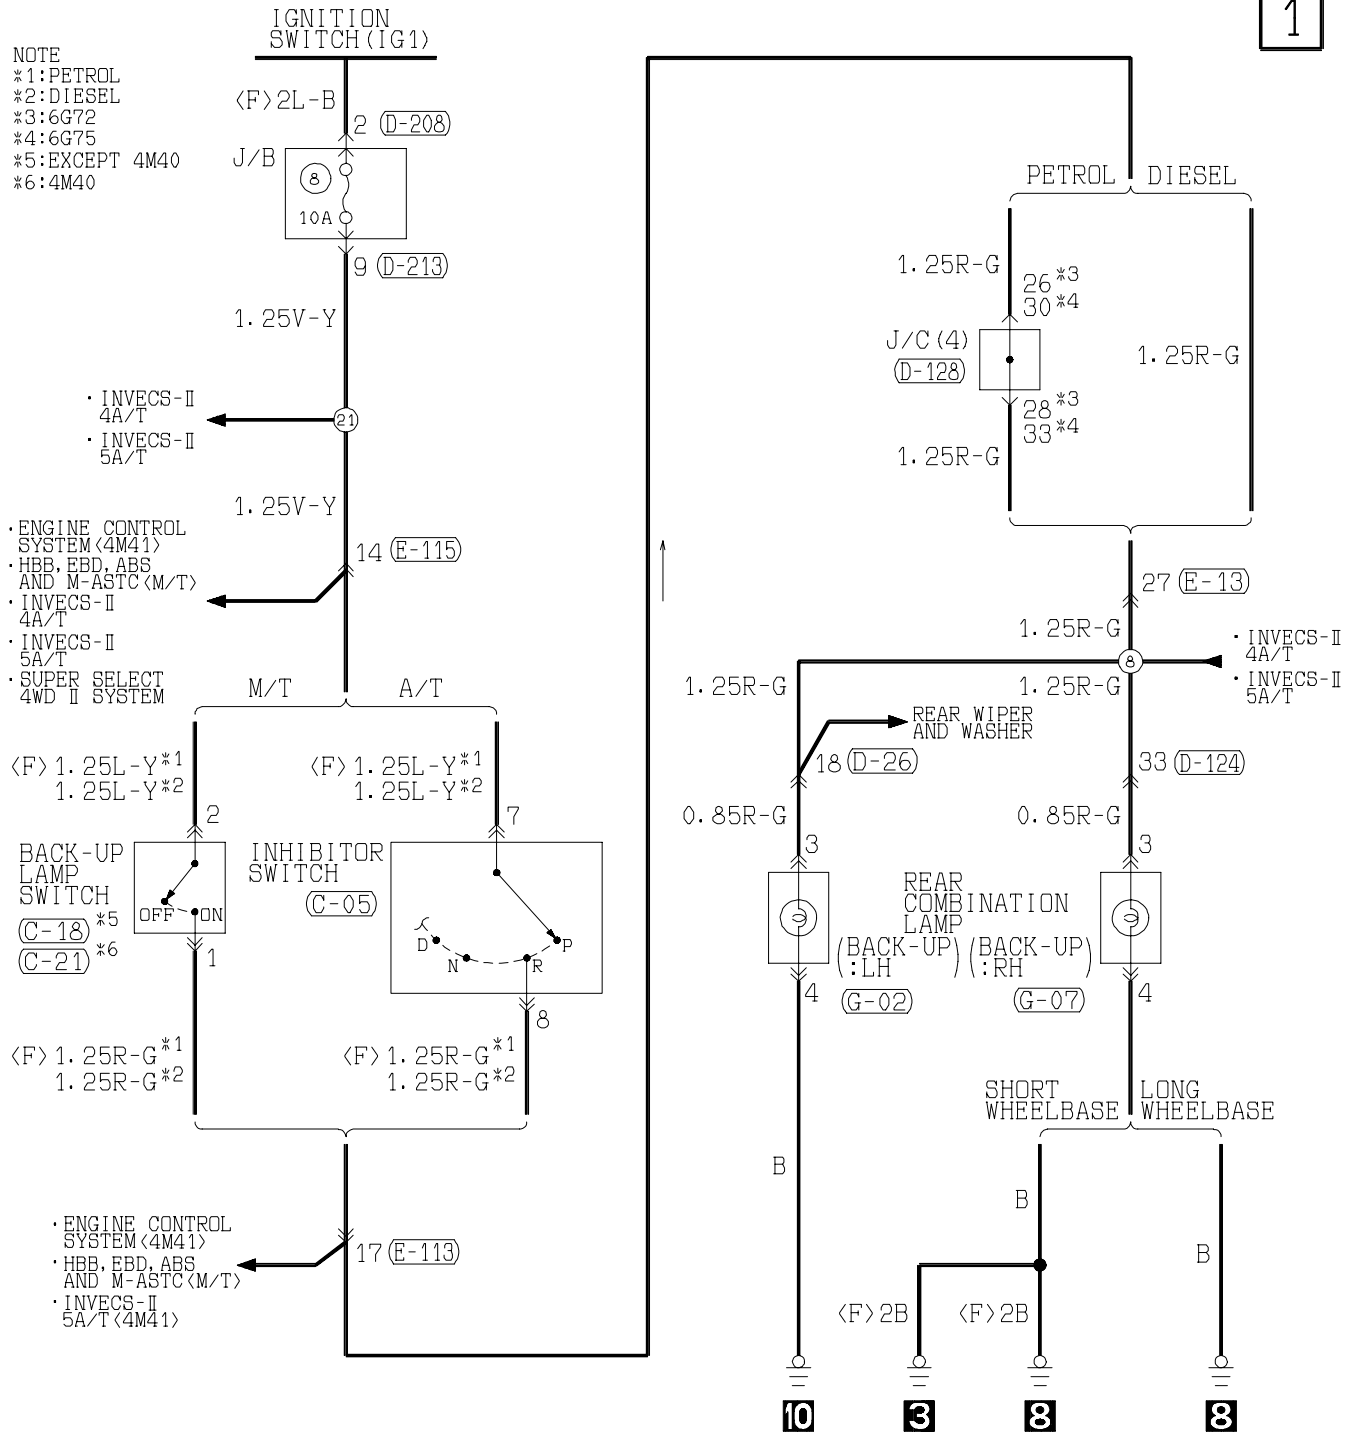 1
IGNITION
SWITCH(IG1)
NOTE
*1:PETROL
*2:DIESEL
*3:6G72
*4:6G75
*5:EXCEPT 4M40
*6:4M40
<F>2L-B
2 (D-208)
J/B
8
10A
9 (D-213)
1.25V-Y
· INVECS-Ⅱ
4A/T
· INVECS-Ⅱ
5A/T
21
1.25V-Y
14 (E-115)
· ENGINE CONTROL
SYSTEM<4M41>
· HBB,EBD,ABS
AND M-ASTC<M/T>
· INVECS-Ⅱ
4A/T
· INVECS-Ⅱ
5A/T
· SUPER SELECT
4WD Ⅱ SYSTEM
M/T
A/T
<F>1.25L-Y*1
1.25L-Y*2
2
<F>1.25L-Y*1
1.25L-Y*2
7
BACK-UP
LAMP
SWITCH
(C-18)*5
(C-21)*6
OFF
ON
1
INHIBITOR
SWITCH
(C-05)
D
N
R
P
8
<F>1.25R-G*1
1.25R-G*2
<F>1.25R-G*1
1.25R-G*2
· ENGINE CONTROL
SYSTEM<4M41>
· HBB,EBD,ABS
AND M-ASTC<M/T>
· INVECS-Ⅱ
5A/T<4M41>
17 (E-113)
PETROL
DIESEL
1.25R-G
26*3
30*4
J/C(4)
(D-128)
1.25R-G
28*3
33*4
1.25R-G
27 (E-13)
1.25R-G
8
· INVECS-Ⅱ
4A/T
· INVECS-Ⅱ
5A/T
1.25R-G
1.25R-G
REAR WIPER
AND WASHER
18 (D-26)
33 (D-124)
0.85R-G
0.85R-G
3
3
REAR
COMBINATION
LAMP
(BACK-UP)
:LH
(BACK-UP)
:RH
4
(G-02)
(G-07)
4
SHORT
WHEELBASE
LONG
WHEELBASE
B
B
B
<F>2B
<F>2B
10
3
8
8